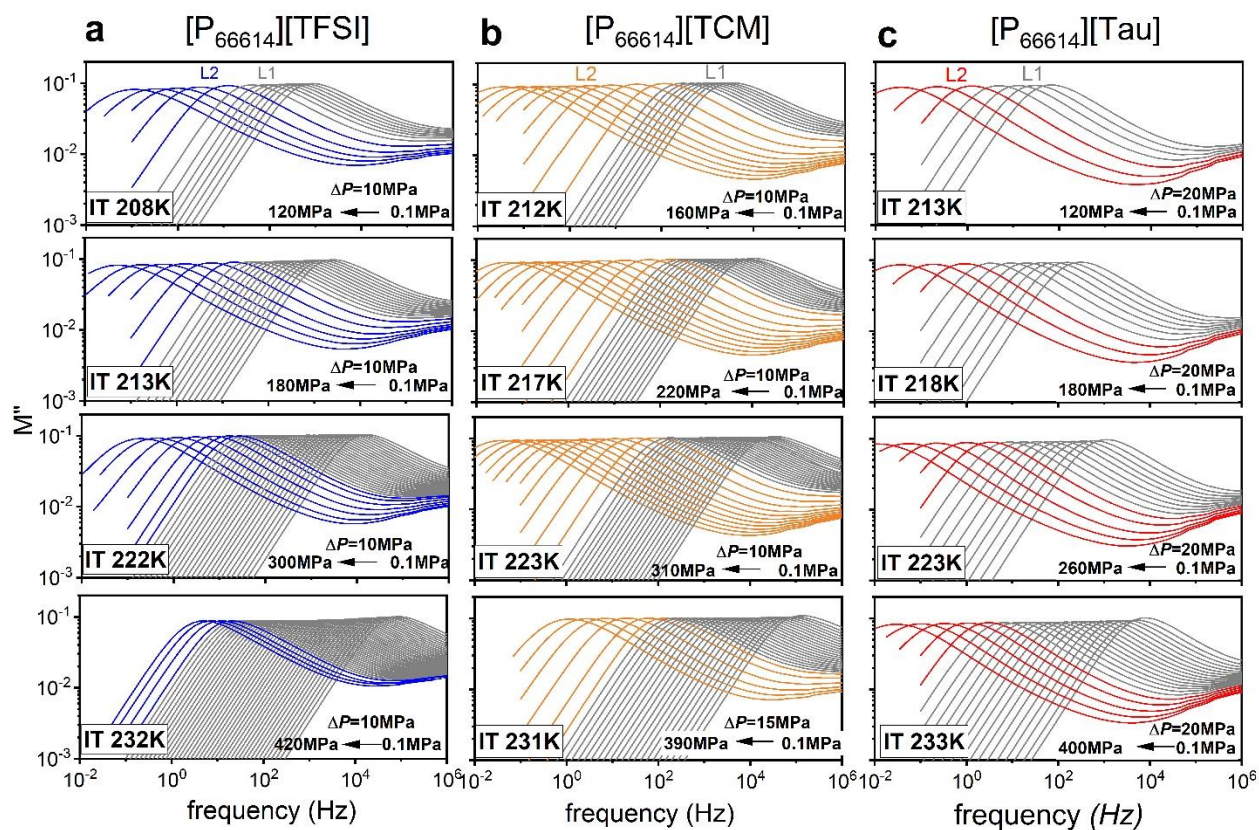 a [P66614][TFSI]
b [P66614][TCM]
c [P66614][Tau]
M"
10-1
10-2
10-3
L2 L1
ΔP=10MPa
120MPa 0.1MPa
IT 208K
L2 L1
ΔP=10MPa
160MPa 0.1MPa
IT 212K
L2 L1
ΔP=20MPa
120MPa 0.1MPa
IT 213K
10-1
10-2
10-3
ΔP=10MPa
180MPa 0.1MPa
IT 213K
ΔP=10MPa
220MPa 0.1MPa
IT 217K
ΔP=20MPa
180MPa 0.1MPa
IT 218K
10-1
10-2
10-3
ΔP=10MPa
300MPa 0.1MPa
IT 222K
ΔP=10MPa
310MPa 0.1MPa
IT 223K
ΔP=20MPa
260MPa 0.1MPa
IT 223K
10-1
10-2
10-3
ΔP=10MPa
420MPa 0.1MPa
IT 232K
ΔP=15MPa
390MPa 0.1MPa
IT 231K
ΔP=20MPa
400MPa 0.1MPa
IT 233K
10-2 100 102 104 106
10-2 100 102 104 106
10-2 100 102 104 106
frequency (Hz)
frequency (Hz)
frequency (Hz)